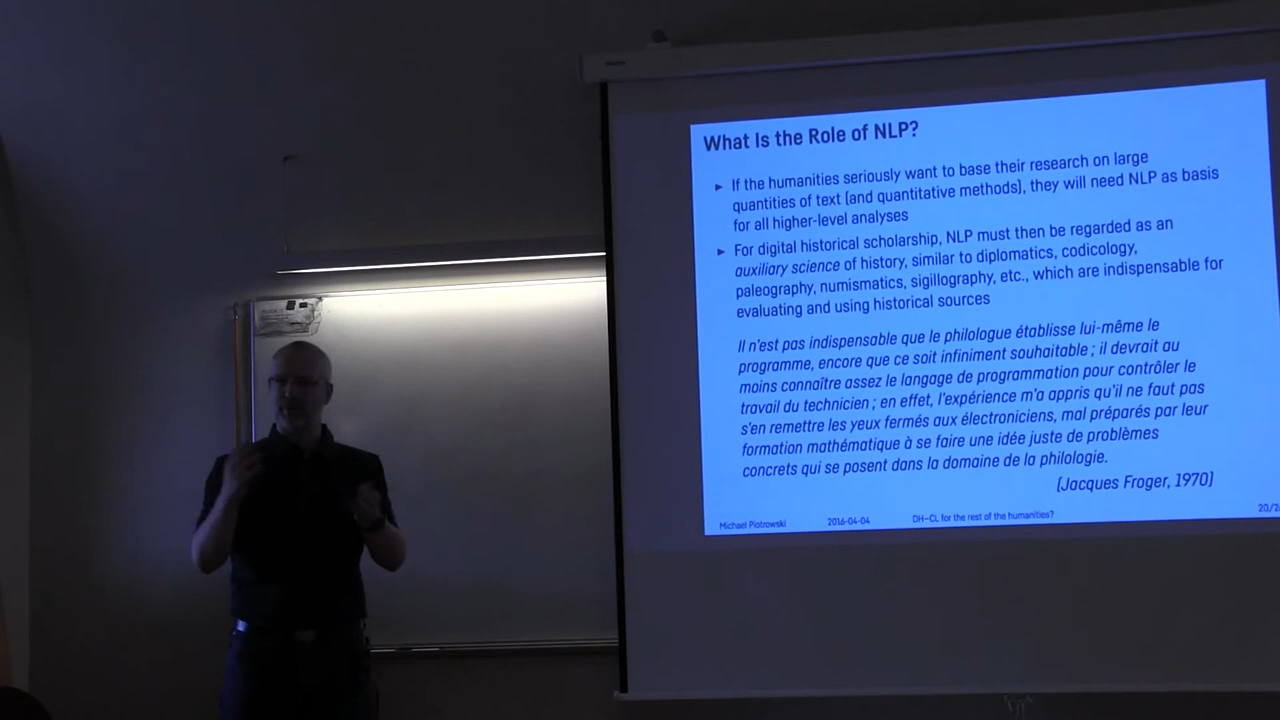 What Is the Role of NLP?
▸ If the humanities seriously want to base their research on large
quantities of text (and quantitative methods), they will need NLP as basis
for all higher-level analyses
▸ For digital historical scholarship, NLP must then be regarded as an
auxiliary science of history, similar to diplomatics, codicology,
paleography, numismatics, sigillography, etc., which are indispensable for
evaluating and using historical sources
Il n'est pas indispensable que le philologue établisse lui-même le
programme, encore que ce soit infiniment souhaitable ; il devrait au
moins connaître assez le langage de programmation pour contrôler le
travail du technicien ; en effet, l'expérience m'a appris qu'il ne faut pas
s'en remettre les yeux fermés aux électroniciens, mal préparés par leur
formation mathématique à se faire une idée juste de problèmes
concrets qui se posent dans la domaine de la philologie.
(Jacques Froger, 1970)
Michael Piotrowski 2016-04-04 DH–CL for the rest of the humanities? 20/2